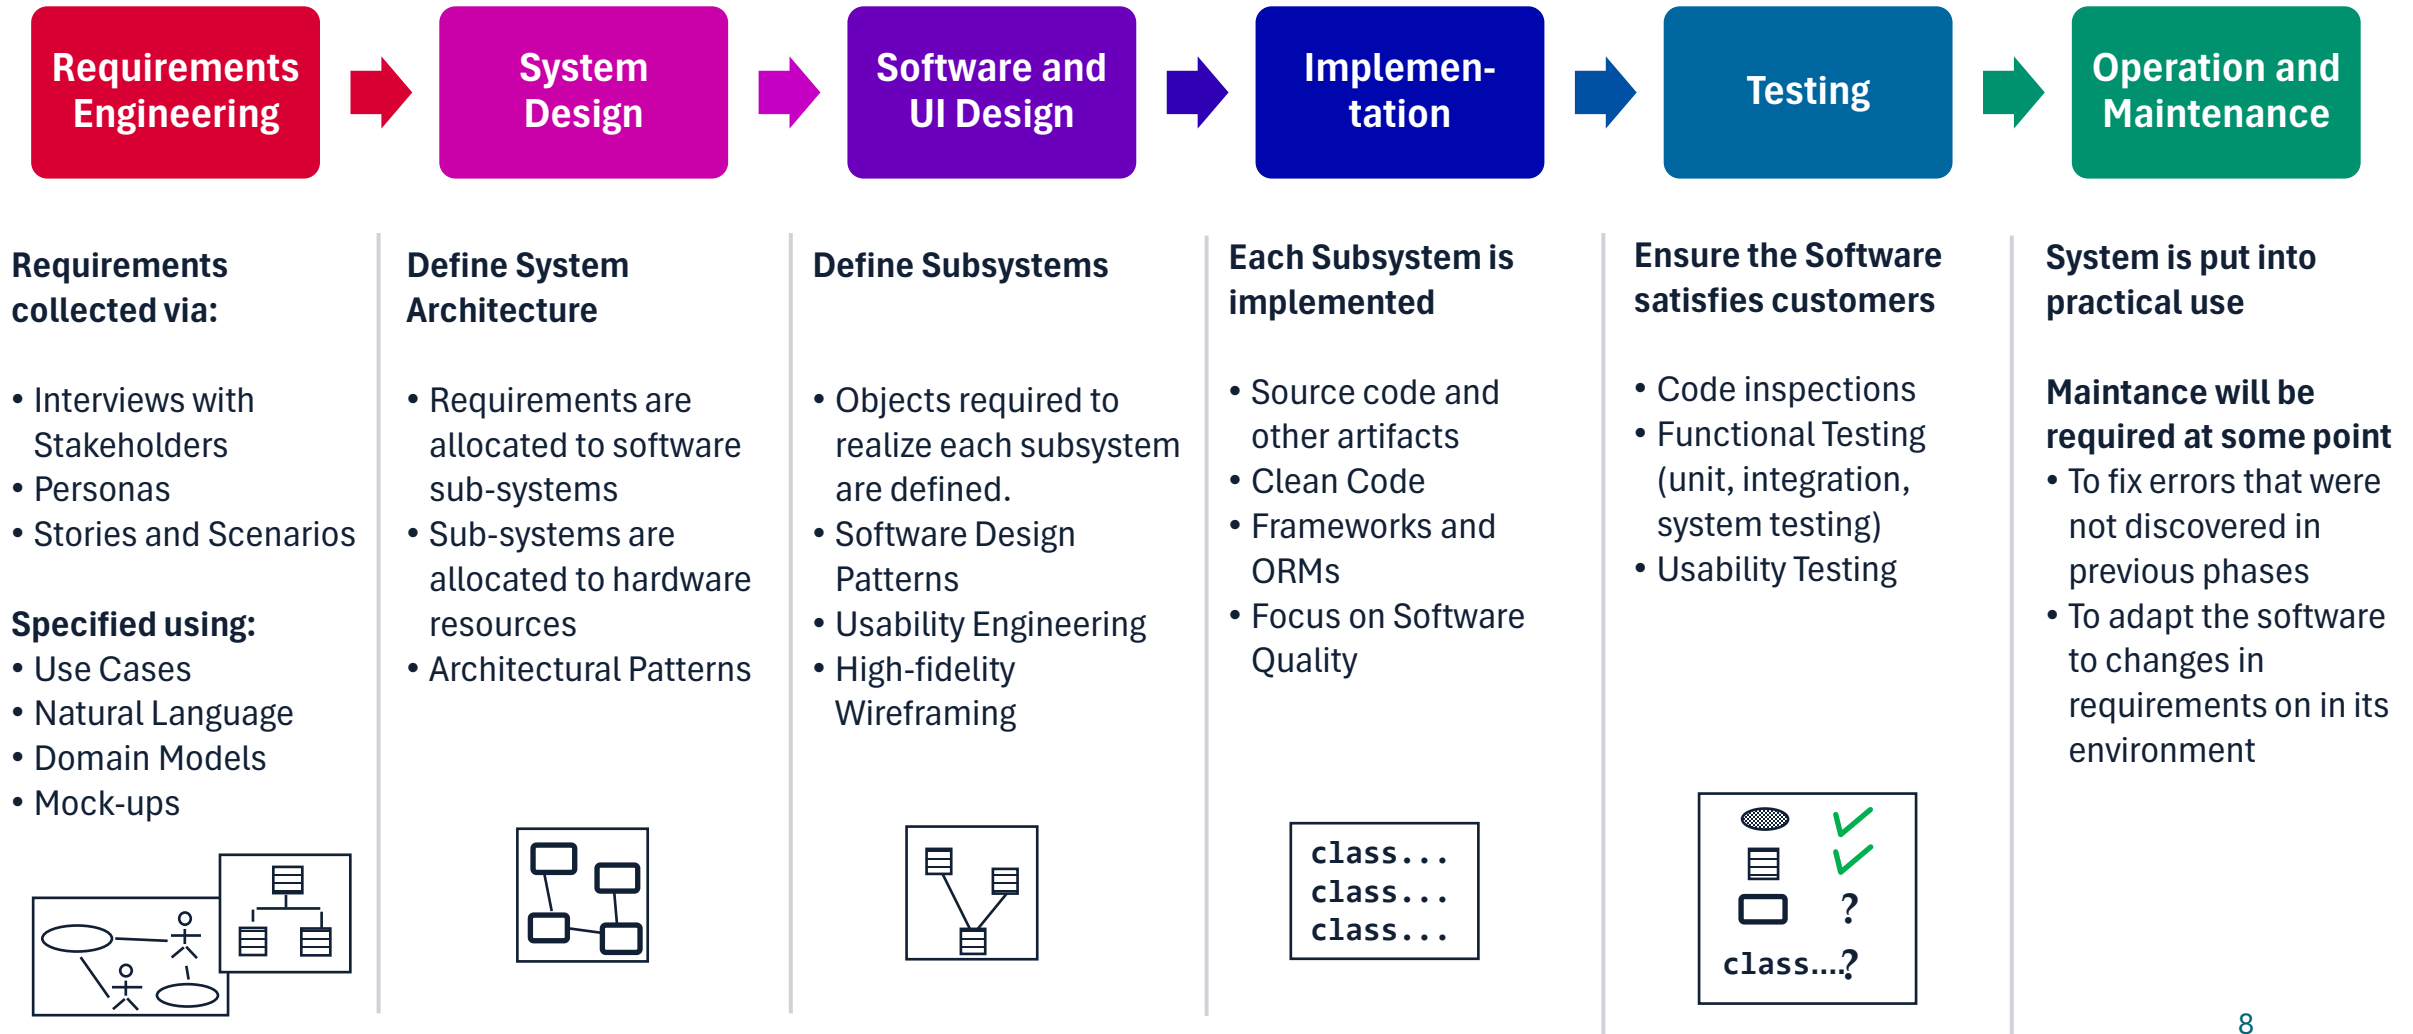 Requirements
Engineering
System
Design
Software and
UI Design
Implemen-
tation
Testing
Operation and
Maintenance
Requirements
collected via:
• Interviews with
Stakeholders
• Personas
• Stories and Scenarios
Specified using:
• Use Cases
• Natural Language
• Domain Models
• Mock-ups
Define System
Architecture
• Requirements are
allocated to software
sub-systems
• Sub-systems are
allocated to hardware
resources
• Architectural Patterns
Define Subsystems
• Objects required to
realize each subsystem
are defined.
• Software Design
Patterns
• Usability Engineering
• High-fidelity
Wireframing
Each Subsystem is
implemented
• Source code and
other artifacts
• Clean Code
• Frameworks and
ORMs
• Focus on Software
Quality
class...
class...
class...
Ensure the Software
satisfies customers
• Code inspections
• Functional Testing
(unit, integration,
system testing)
• Usability Testing
?
class....?
System is put into
practical use
Maintance will be
required at some point
• To fix errors that were
not discovered in
previous phases
• To adapt the software
to changes in
requirements on in its
environment
8